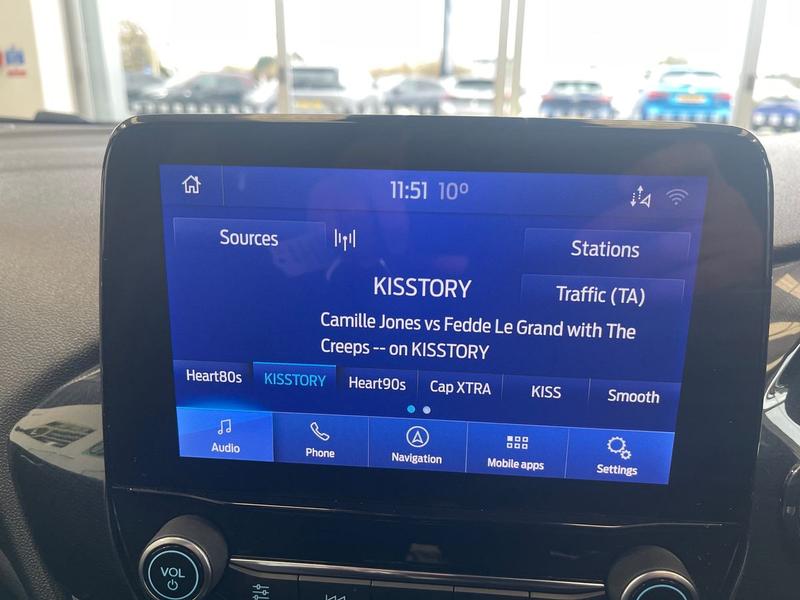 11:51 10°
Sources
Stations
KISSTORY
Traffic (TA)
Camille Jones vs Fedde Le Grand with The
Creeps -- on KISSTORY
Heart80s KISSTORY Heart90s Cap XTRA KISS Smooth
Audio Phone Navigation Mobile apps Settings
VOL